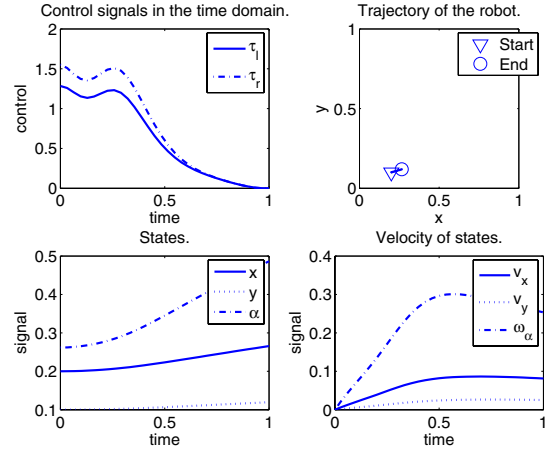 Control signals in the time domain.
2
1.5
1
0.5
0
control
τl
τr
0
0.5
1
time
Trajectory of the robot.
1
0.5
0
y
Start
End
0
0.5
1
x
States.
0.5
0.4
0.3
0.2
0.1
signal
x
y
α
0
0.5
1
time
Velocity of states.
0.4
0.3
0.2
0.1
0
signal
vx
vy
ωα
0
0.5
1
time